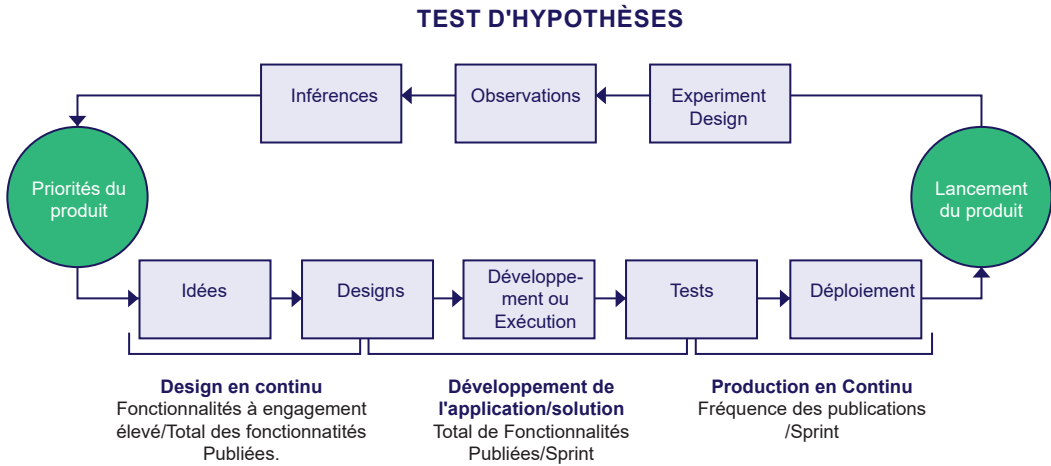 TEST D'HYPOTHÈSES
Inférences
Observations
Experiment
Design
Priorités du
produit
Lancement
du produit
Idées
Designs
Développe-
ment ou
Exécution
Tests
Déploiement
Design en continu
Fonctionnalités à engagement
élevé/Total des fonctionnatités
Publiées.
Développement de
l'application/solution
Total de Fonctionnalités
Publiées/Sprint
Production en Continu
Fréquence des publications
/Sprint